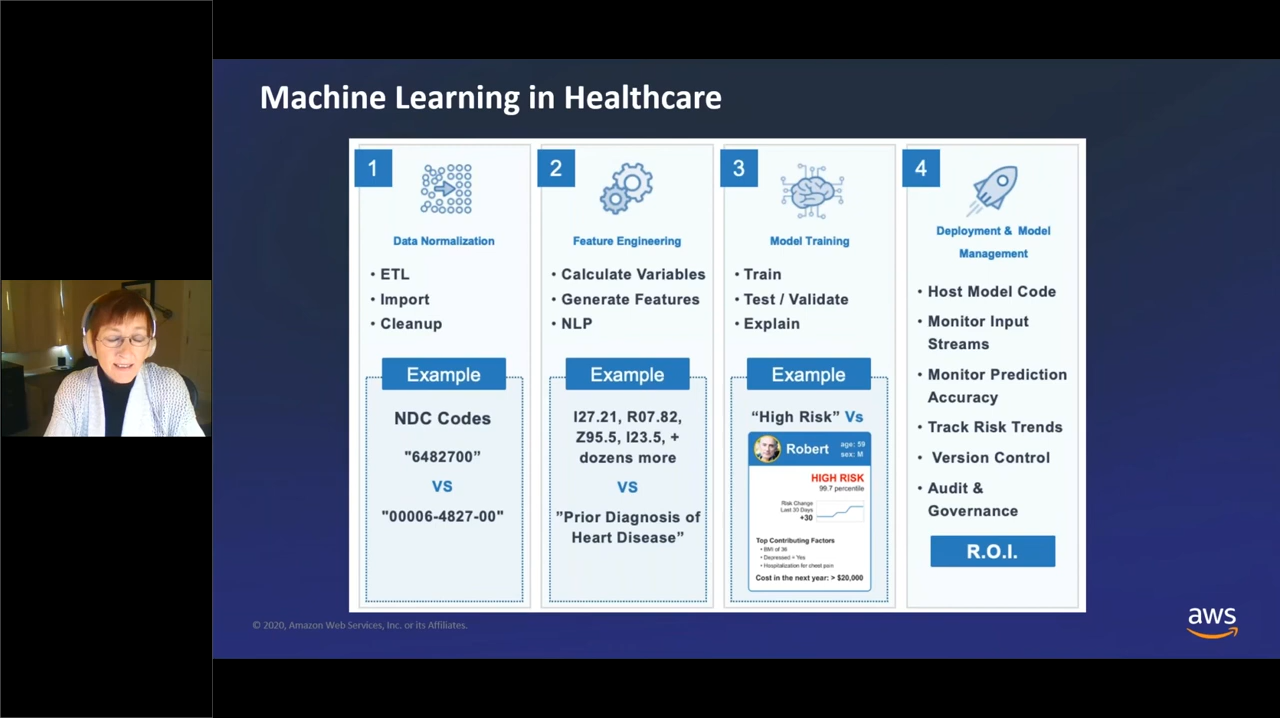 Machine Learning in Healthcare
1
Data Normalization
• ETL
• Import
• Cleanup
Example
NDC Codes
"6482700”
VS
"00006-4827-00"
2
Feature Engineering
• Calculate Variables
• Generate Features
• NLP
Example
I27.21, R07.82,
Z95.5, I23.5, +
dozens more
VS
”Prior Diagnosis of
Heart Disease”
3
Model Training
• Train
• Test / Validate
• Explain
Example
“High Risk” Vs
Robert
age: 59
sex: M
HIGH RISK
99.7 percentile
Risk Change
Last 30 Days
+30
Top Contributing Factors
• BMI of 36
• Depressed = Yes
• Hospitalization for chest pain
Cost in the next year: > $20,000
4
Deployment & Model
Management
• Host Model Code
• Monitor Input
Streams
• Monitor Prediction
Accuracy
• Track Risk Trends
• Version Control
• Audit &
Governance
R.O.I.
© 2020, Amazon Web Services, Inc. or its Affiliates.
aws